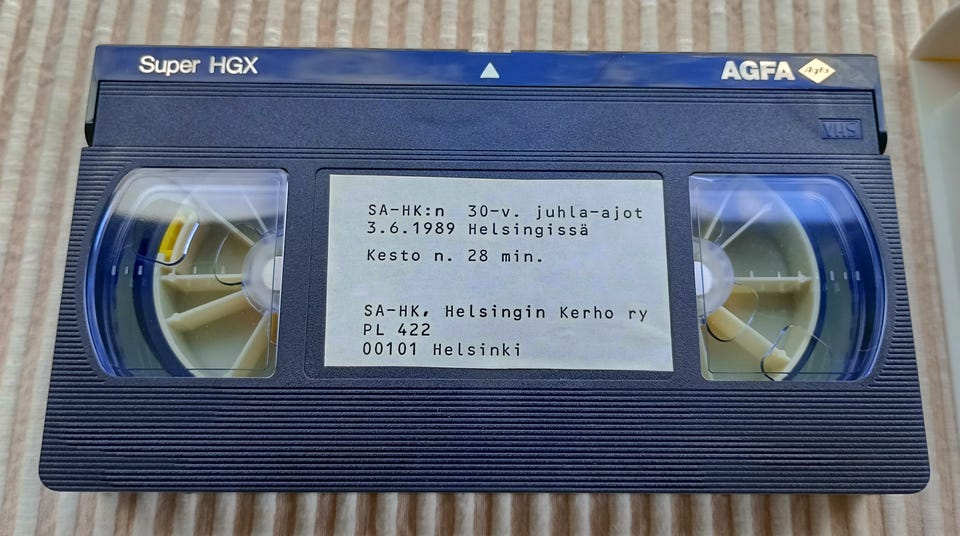 Super HGX
AGFA Agfa
VHS
SA-HK:n 30-v. juhla-ajot
3.6.1989 Helsingissä
Kesto n. 28 min.
SA-HK, Helsingin Kerho ry
PL 422
00101 Helsinki